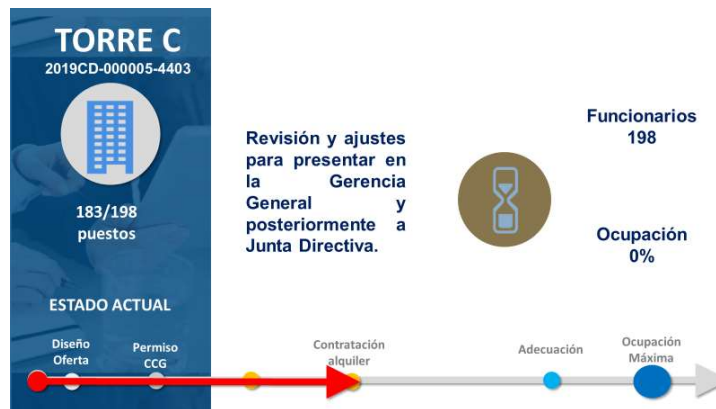 TORRE C
2019CD-000005-4403
183/198
puestos
ESTADO ACTUAL
Revisión y ajustes
para presentar en
la Gerencia
General y
posteriormente a
Junta Directiva.
Funcionarios
198
Ocupación
0%
Diseño
Oferta
Permiso
CCG
Contratación
alquiler
Adecuación
Ocupación
Máxima